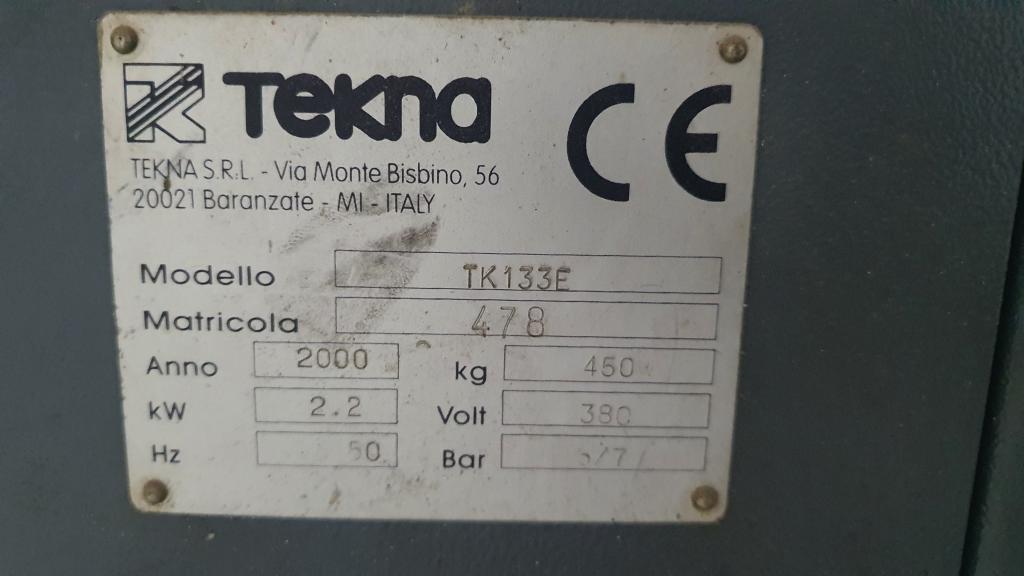 Tekna CE
TEKNA S.R.L. - Via Monte Bisbino, 56
20021 Baranzate - MI - ITALY
Modello TK133E
Matricola 478
Anno 2000 kg 450
kW 2.2 Volt 380
Hz 50 Bar